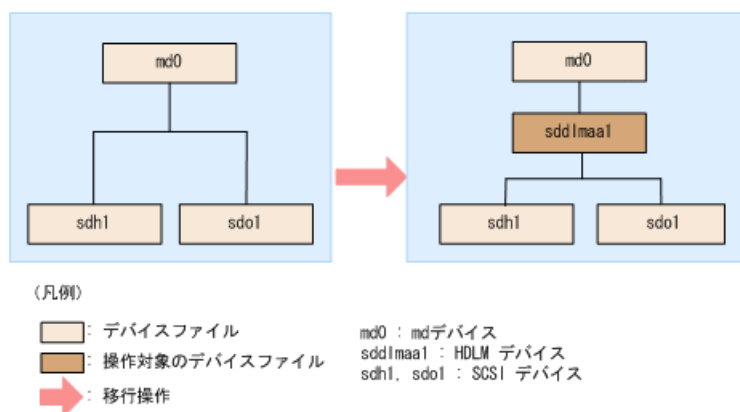 md0
sdh1
sdo1
md0
sddlmaa1
sdh1
sdo1
(凡例)
: デバイスファイル
: 操作対象のデバイスファイル
: 移行操作
md0 : mdデバイス
sddlmaa1 : HDLM デバイス
sdh1, sdo1 : SCSI デバイス